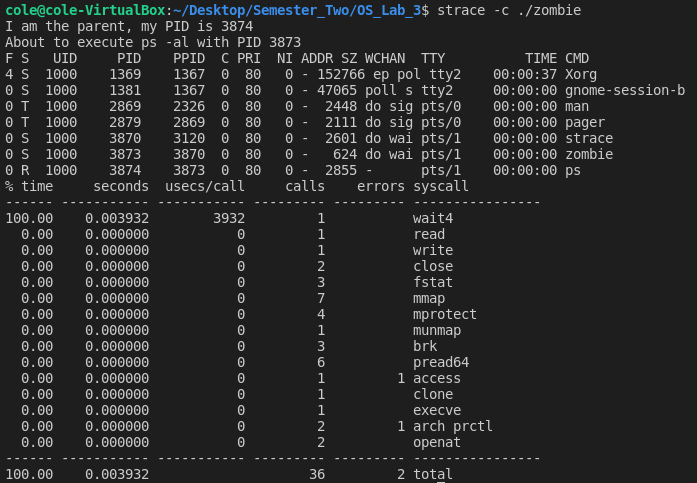 cole@cole-VirtualBox:~/Desktop/Semester_Two/OS_Lab_3$ strace -c ./zombie
I am the parent, my PID is 3874
About to execute ps -al with PID 3873
F S   UID     PID    PPID  C PRI  NI ADDR SZ WCHAN  TTY          TIME CMD
4 S  1000    1369    1367  0  80   0 - 152766 ep pol tty2    00:00:37 Xorg
0 S  1000    1381    1367  0  80   0 - 47065 poll s tty2     00:00:00 gnome-session-b
0 T  1000    2869    2326  0  80   0 -  2448 do sig pts/0    00:00:00 man
0 T  1000    2879    2869  0  80   0 -  2111 do sig pts/0    00:00:00 pager
0 S  1000    3870    3120  0  80   0 -  2601 do wai pts/1    00:00:00 strace
0 S  1000    3873    3870  0  80   0 -   624 do wai pts/1    00:00:00 zombie
0 R  1000    3874    3873  0  80   0 -  2855 -      pts/1    00:00:00 ps
% time     seconds  usecs/call     calls    errors syscall
------ ----------- ----------- --------- --------- ----------------
100.00    0.003932        3932         1           wait4
  0.00    0.000000           0         1           read
  0.00    0.000000           0         1           write
  0.00    0.000000           0         2           close
  0.00    0.000000           0         3           fstat
  0.00    0.000000           0         7           mmap
  0.00    0.000000           0         4           mprotect
  0.00    0.000000           0         1           munmap
  0.00    0.000000           0         3           brk
  0.00    0.000000           0         6           pread64
  0.00    0.000000           0         1         1 access
  0.00    0.000000           0         1           clone
  0.00    0.000000           0         1           execve
  0.00    0.000000           0         2         1 arch prctl
  0.00    0.000000           0         2           openat
------ ----------- ----------- --------- --------- ----------------
100.00    0.003932                    36         2 total